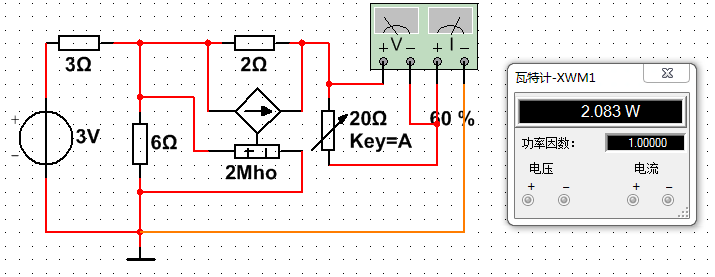 3Ω
2Ω
V I
+ − + −
+
3V
−
6Ω
2Mho
20Ω
Key=A
60 %
瓦特计-XWM1
2.083 W
功率因数: 1.00000
电压 电流
+ − + −